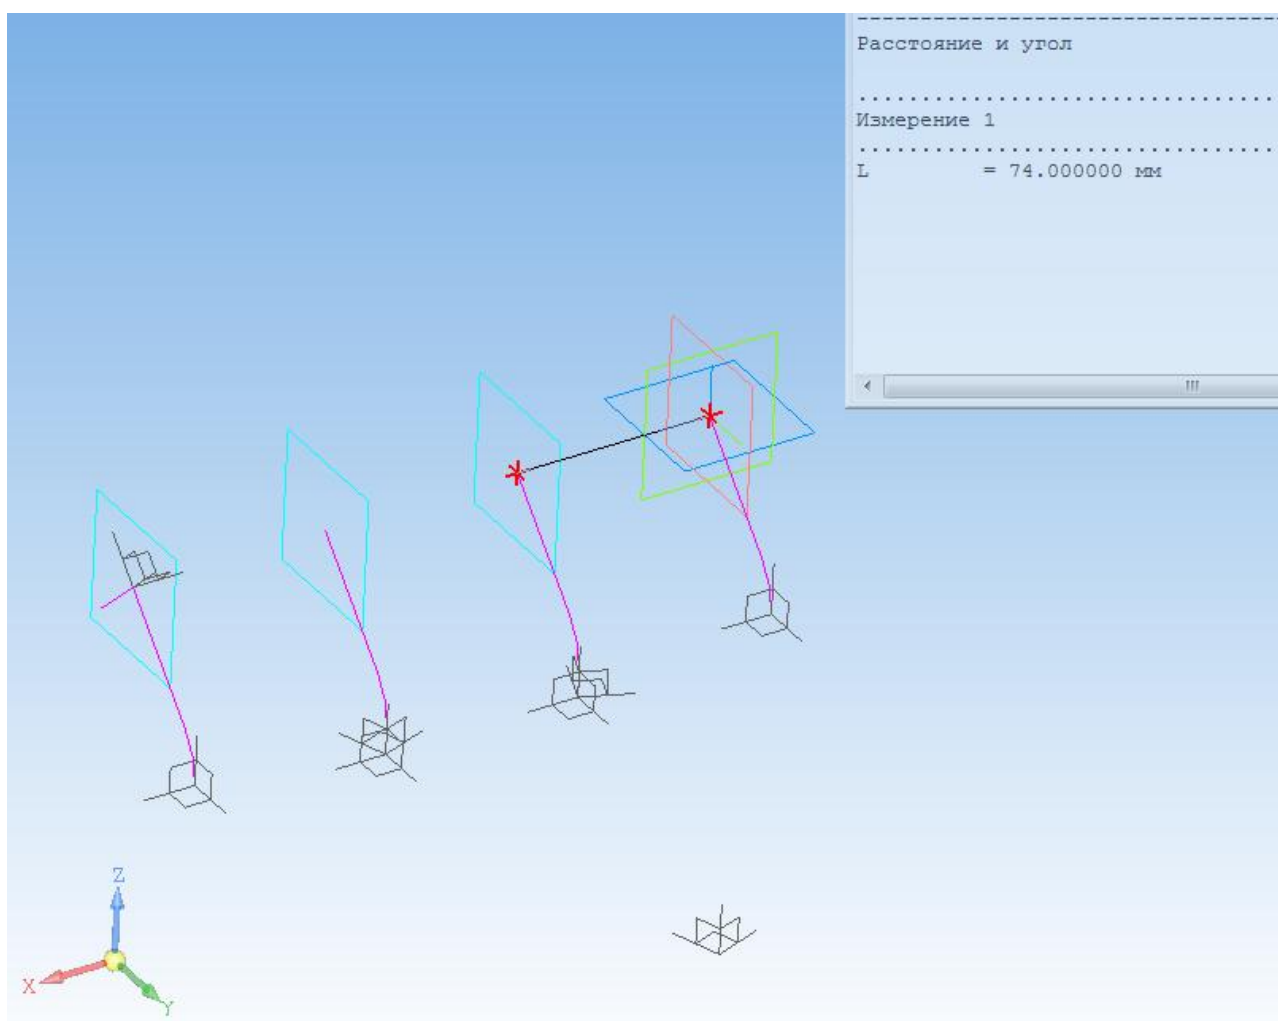 Расстояние и угол
Измерение 1
L = 74.000000 мм
Z
X
Y